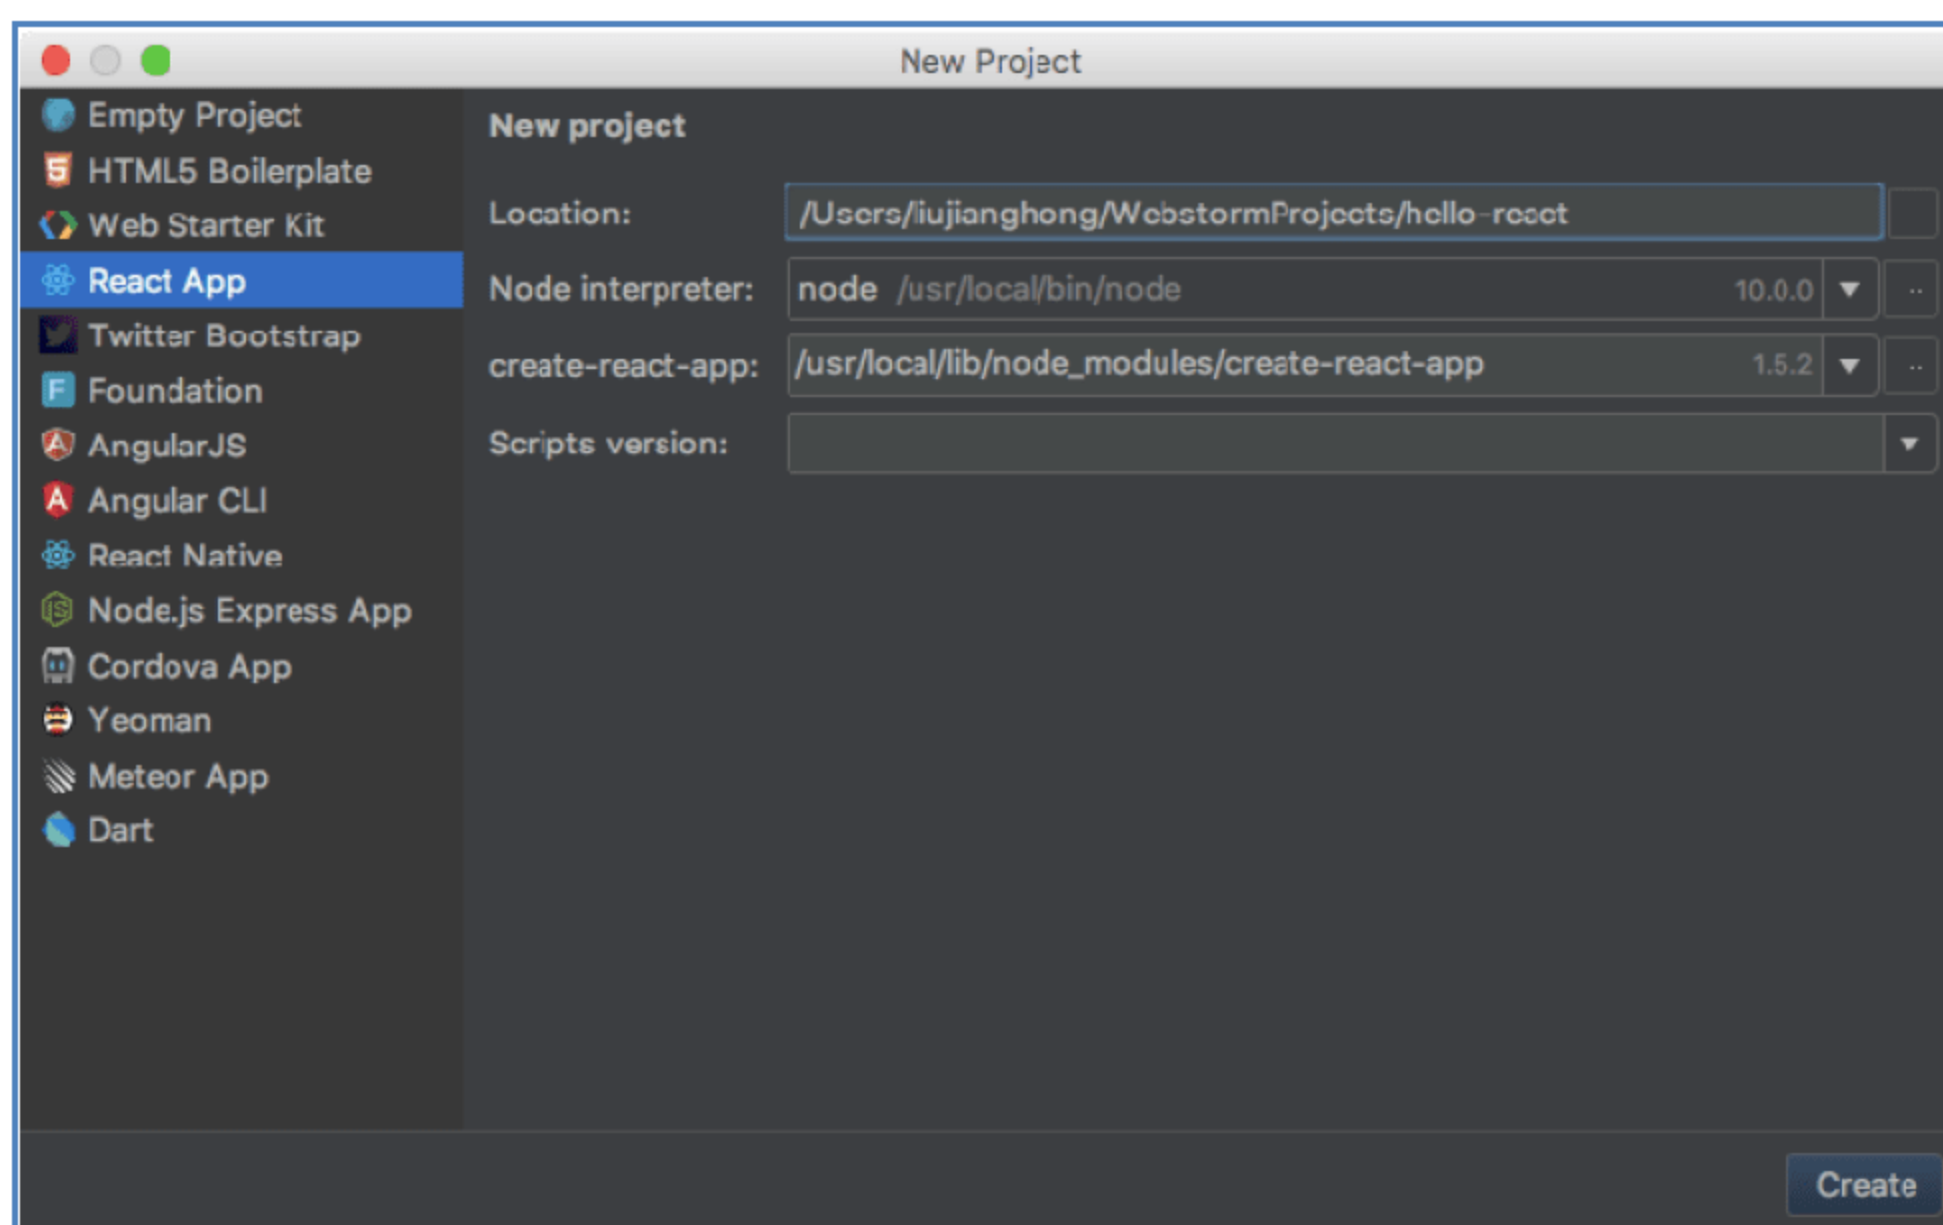 New Project
Empty Project
HTML5 Boilerplate
Web Starter Kit
React App
Twitter Bootstrap
Foundation
AngularJS
Angular CLI
React Native
Node.js Express App
Cordova App
Yeoman
Meteor App
Dart
New project
Location: /Users/liujianghong/WebstormProjects/hello-react
Node interpreter: node /usr/local/bin/node 10.0.0
create-react-app: /usr/local/lib/node_modules/create-react-app 1.5.2
Scripts version:
Create